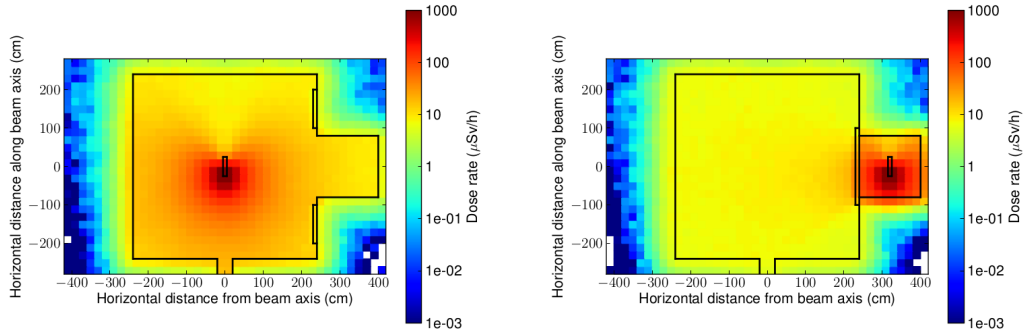 1000
100
10
1
1e-01
1e-02
1e-03
Dose rate (μSv/h)
200
100
0
−100
−200
Horizontal distance along beam axis (cm)
−400 −300 −200 −100 0 100 200 300 400
Horizontal distance from beam axis (cm)
1000
100
10
1
1e-01
1e-02
1e-03
Dose rate (μSv/h)
200
100
0
−100
−200
Horizontal distance along beam axis (cm)
−400 −300 −200 −100 0 100 200 300 400
Horizontal distance from beam axis (cm)